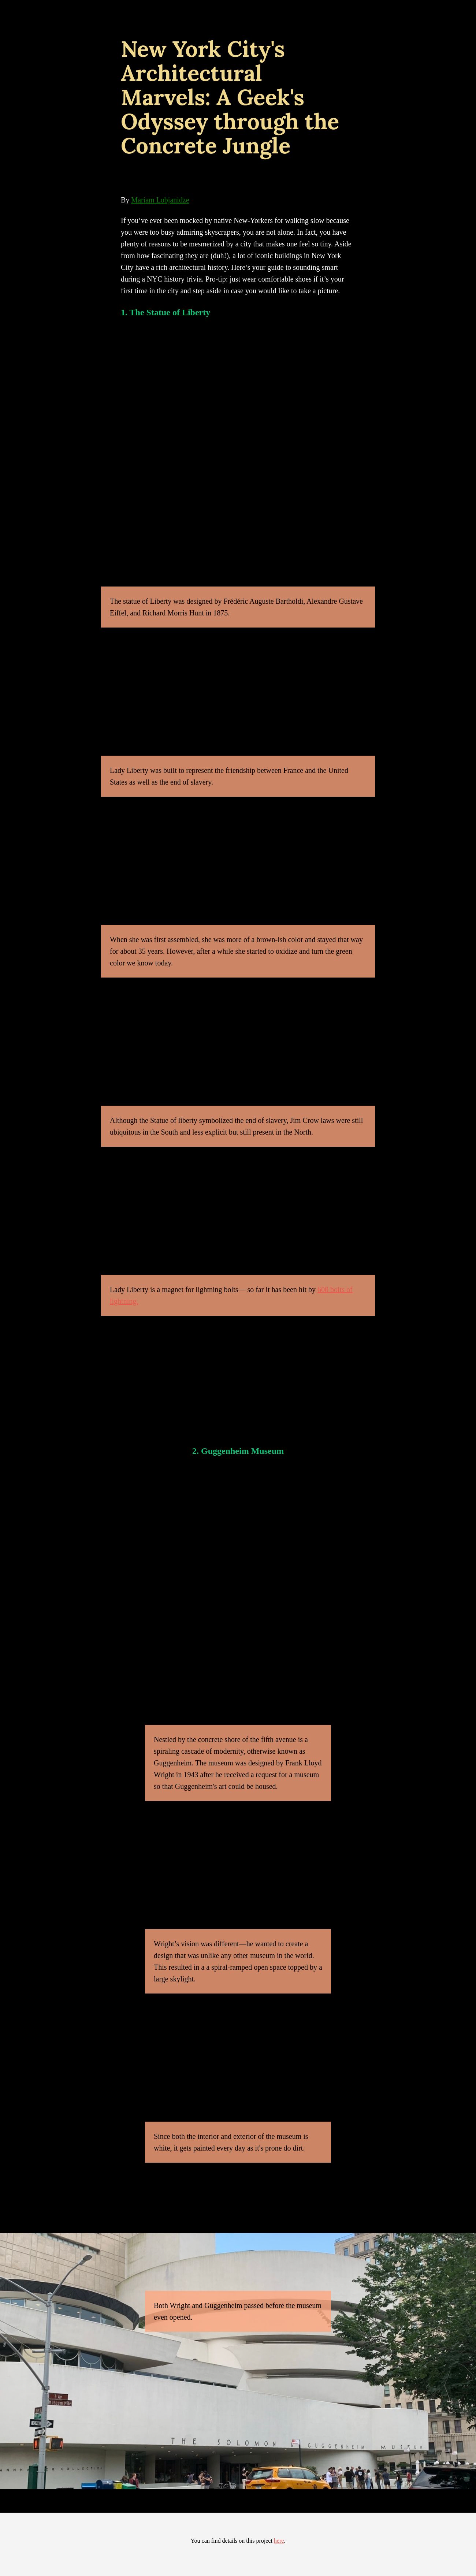 New York City's
Architectural
Marvels: A Geek's
Odyssey through the
Concrete Jungle
By Mariam Lobjanidze
If you’ve ever been mocked by native New-Yorkers for walking slow because
you were too busy admiring skyscrapers, you are not alone. In fact, you have
plenty of reasons to be mesmerized by a city that makes one feel so tiny. Aside
from how fascinating they are (duh!), a lot of iconic buildings in New York
City have a rich architectural history. Here’s your guide to sounding smart
during a NYC history trivia. Pro-tip: just wear comfortable shoes if it’s your
first time in the city and step aside in case you would like to take a picture.
1. The Statue of Liberty
The statue of Liberty was designed by Frédéric Auguste Bartholdi, Alexandre Gustave
Eiffel, and Richard Morris Hunt in 1875.
Lady Liberty was built to represent the friendship between France and the United
States as well as the end of slavery.
When she was first assembled, she was more of a brown-ish color and stayed that way
for about 35 years. However, after a while she started to oxidize and turn the green
color we know today.
Although the Statue of liberty symbolized the end of slavery, Jim Crow laws were still
ubiquitous in the South and less explicit but still present in the North.
Lady Liberty is a magnet for lightning bolts— so far it has been hit by
2. Guggenheim Museum
Nestled by the concrete shore of the fifth avenue is a
spiraling cascade of modernity, otherwise known as
Guggenheim. The museum was designed by Frank Lloyd
Wright in 1943 after he received a request for a museum
so that Guggenheim's art could be housed.
Wright’s vision was different—he wanted to create a
design that was unlike any other museum in the world.
This resulted in a a spiral-ramped open space topped by a
large skylight.
Since both the interior and exterior of the museum is
white, it gets painted every day as it's prone do dirt.
Both Wright and Guggenheim passed before the museum
even opened.
THE SOLOMON R. GUGGENHEIM MUSEUM
You can find details on this project here.